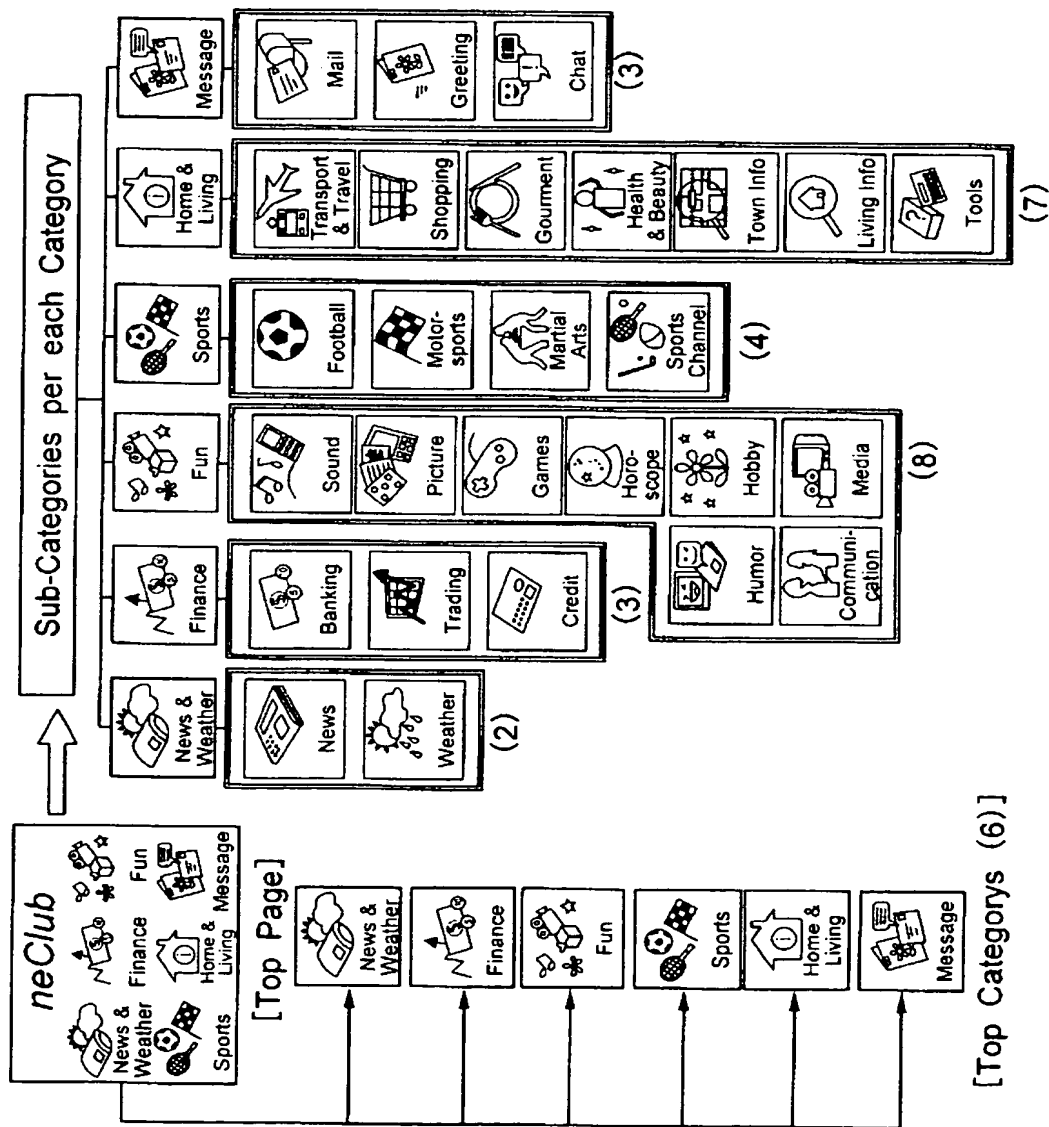 neClub
News &
Weather
Finance
Fun
Sports
Home &
Living
Message
[Top Page]
News &
Weather
Finance
Fun
Sports
Home &
Living
Message
[Top Categorys (6)]
Sub-Categories per each Category
News &
Weather
News
Weather
(2)
Finance
Banking
Trading
Credit
(3)
Fun
Sound
Picture
Games
Horo-
scope
Hobby
Media
Humor
Communi-
cation
(8)
Sports
Football
Motor-
sports
Martial
Arts
Sports
Channel
(4)
Home &
Living
Transport
& Travel
Shopping
Gourment
Health
& Beauty
Town Info
Living Info
Tools
(7)
Message
Mail
Greeting
Chat
(3)